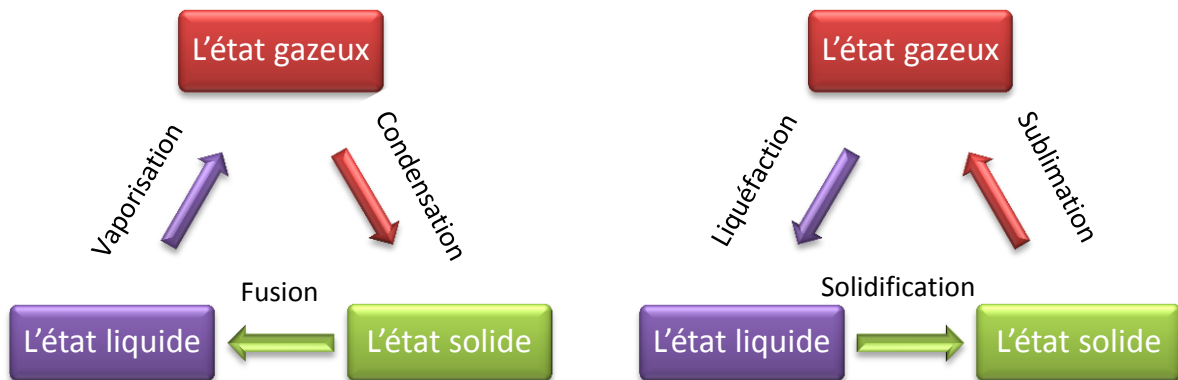 L'état gazeux
Vaporisation
Condensation
Fusion
L'état liquide
L'état solide
L'état gazeux
Liquéfaction
Sublimation
Solidification
L'état liquide
L'état solide